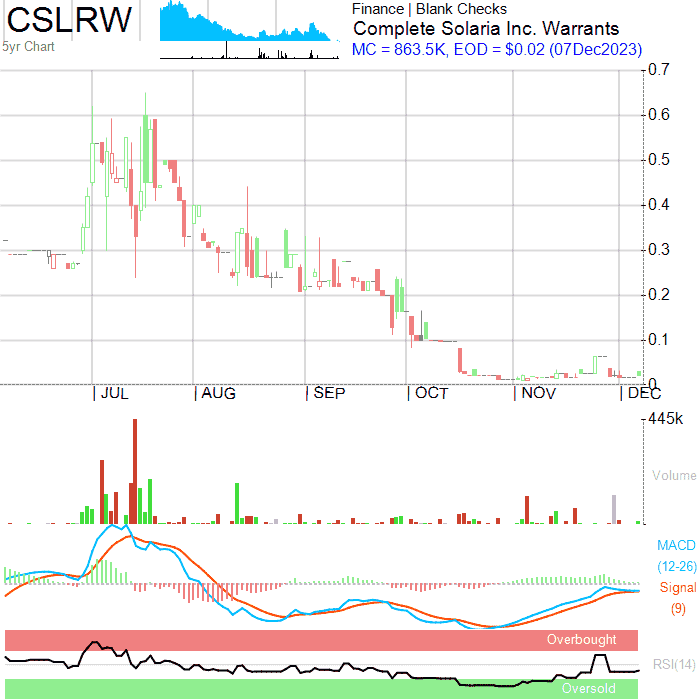 CSLRW
5yr Chart
Finance | Blank Checks
Complete Solaria Inc. Warrants
MC = 863.5K, EOD = $0.02 (07Dec2023)
0.7
0.6
0.5
0.4
0.3
0.2
0.1
0
JUL AUG SEP OCT NOV DEC
445k
Volume
MACD
(12-26)
Signal
(9)
Overbought
RSI(14)
Oversold